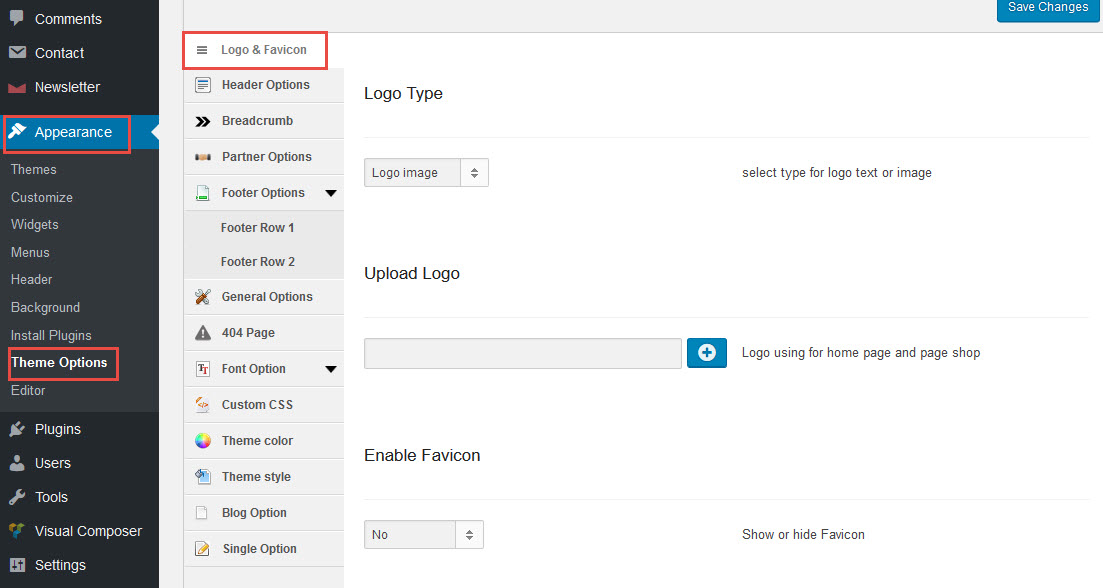 Comments
Contact
Newsletter
Appearance
Themes
Customize
Widgets
Menus
Header
Background
Install Plugins
Theme Options
Editor
Plugins
Users
Tools
Visual Composer
Settings
Save Changes
Logo & Favicon
Header Options
Breadcrumb
Partner Options
Footer Options
Footer Row 1
Footer Row 2
General Options
404 Page
Font Option
Custom CSS
Theme color
Theme style
Blog Option
Single Option
Logo Type
Logo image
select type for logo text or image
Upload Logo
Logo using for home page and page shop
Enable Favicon
No
Show or hide Favicon